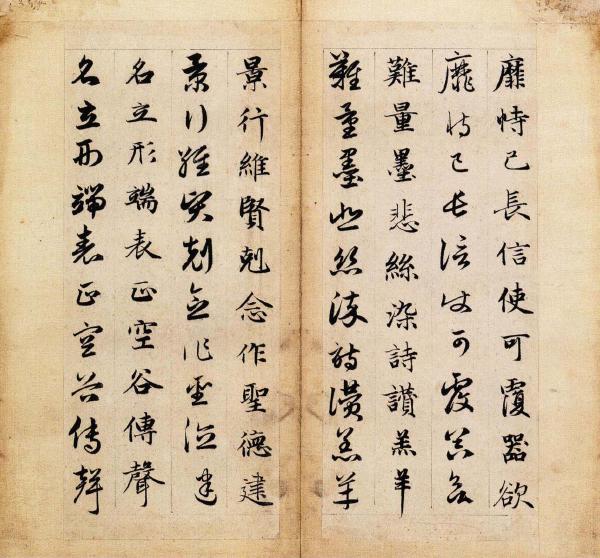 靡恃己長信使可覆器欲
靡恃己長信使可覆器欲
難量墨悲絲染詩讃羔羊
難量墨悲絲染詩讃羔羊
景行維賢剋念作聖德建
景行維賢剋念作聖德建
名立形端表正空谷傳聲
名立形端表正空谷傳聲